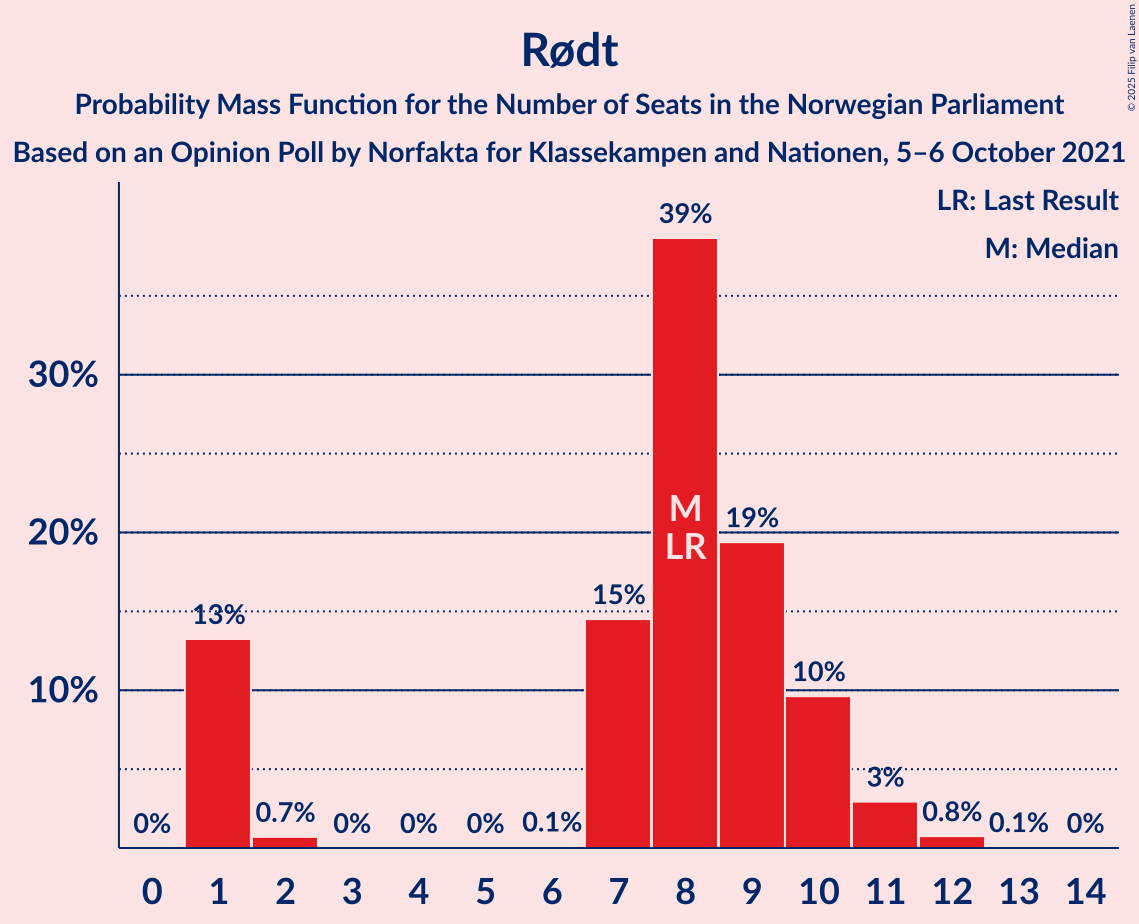 Rødt
Probability Mass Function for the Number of Seats in the Norwegian Parliament
Based on an Opinion Poll by Norfakta for Klassekampen and Nationen, 5–6 October 2021
© 2025 Filip van Laenen
LR: Last Result
M: Median
39%
30%
20%
10%
M
LR
19%
15%
13%
10%
3%
0%
0.7%
0%
0%
0%
0.1%
0.8%
0.1%
0%
0 1 2 3 4 5 6 7 8 9 10 11 12 13 14